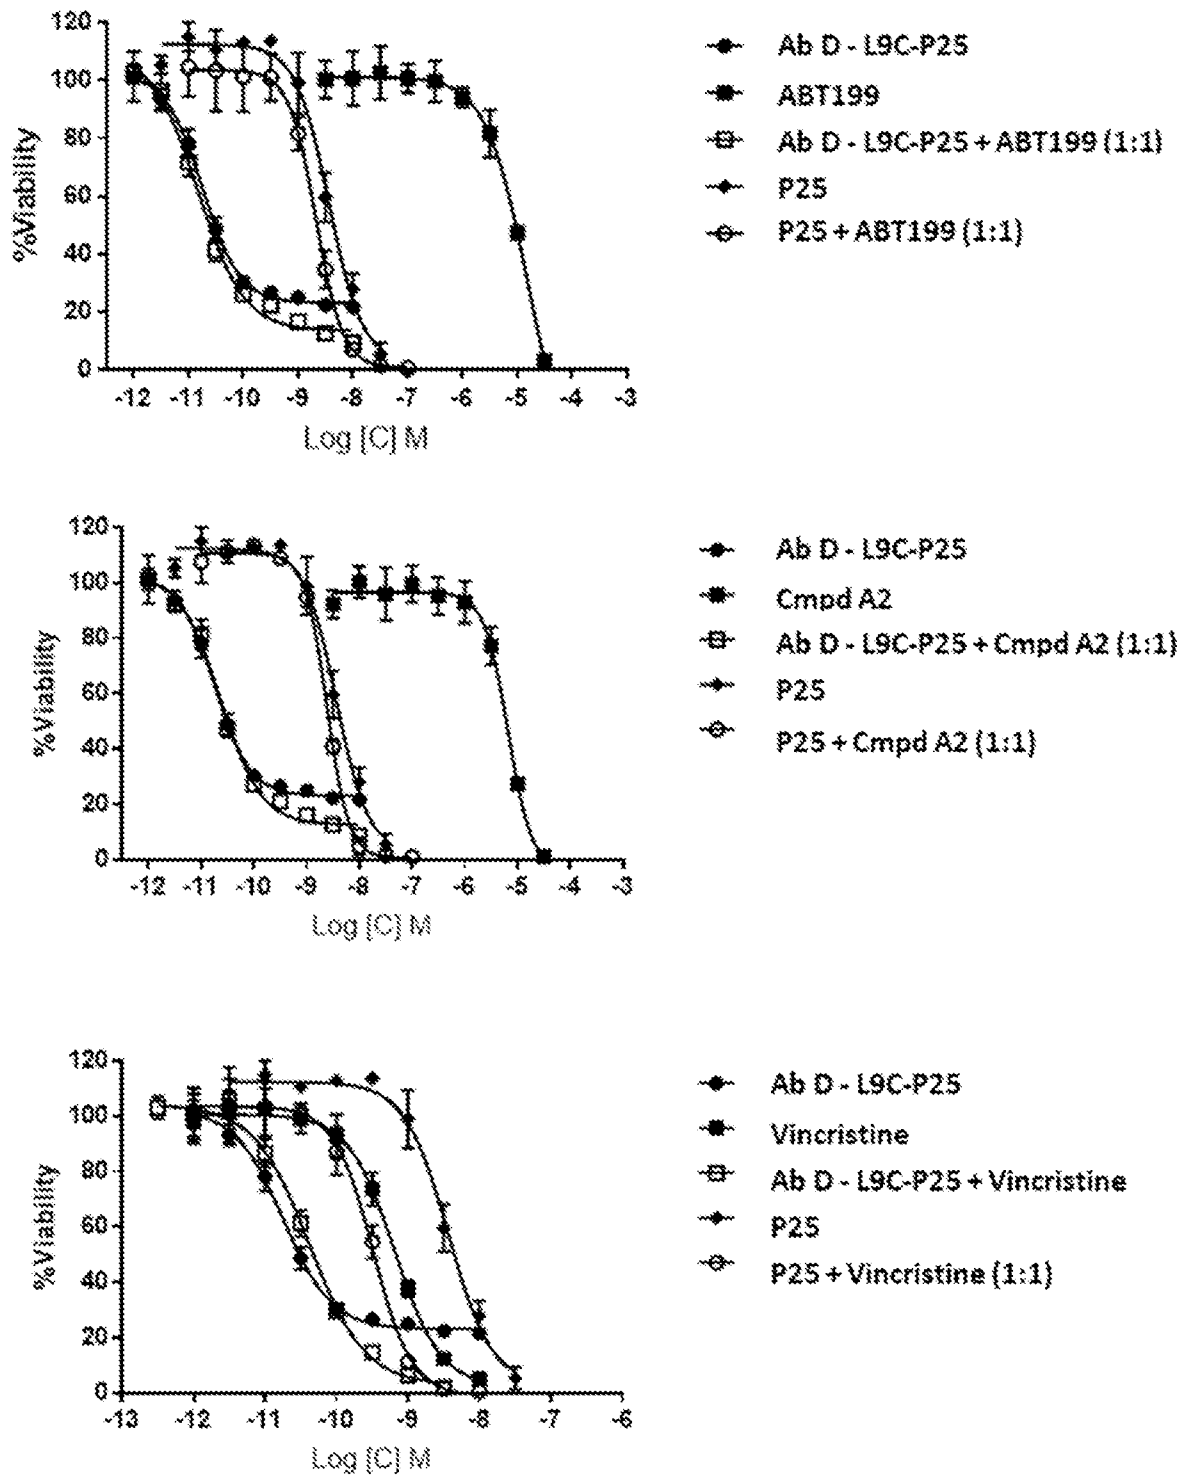 120
100
80
60
40
20
0
%Viability
-12 -11 -10 -9 -8 -7 -6 -5 -4 -3
Log [C] M
Ab D - L9C-P25
ABT199
Ab D - L9C-P25 + ABT199 (1:1)
P25
P25 + ABT199 (1:1)
120
100
80
60
40
20
0
%Viability
-12 -11 -10 -9 -8 -7 -6 -5 -4 -3
Log [C] M
Ab D - L9C-P25
Cmpd A2
Ab D - L9C-P25 + Cmpd A2 (1:1)
P25
P25 + Cmpd A2 (1:1)
120
100
80
60
40
20
0
%Viability
-13 -12 -11 -10 -9 -8 -7 -6
Log [C] M
Ab D - L9C-P25
Vincristine
Ab D - L9C-P25 + Vincristine
P25
P25 + Vincristine (1:1)